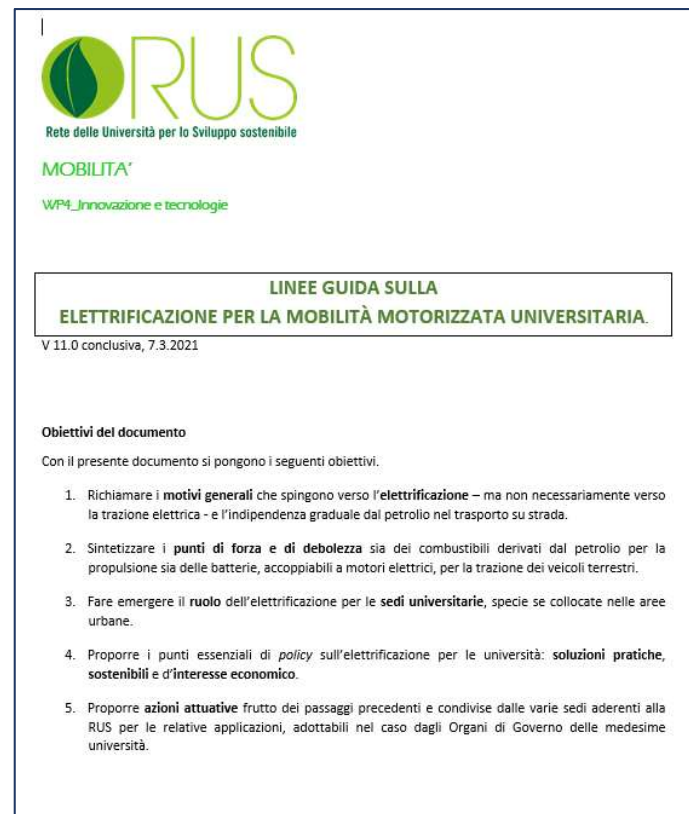 RUS
Rete delle Università per lo Sviluppo sostenibile
MOBILITA'
WP4_Innovazione e tecnologie
LINEE GUIDA SULLA
ELETTRIFICAZIONE PER LA MOBILITÀ MOTORIZZATA UNIVERSITARIA.
V 11.0 conclusiva, 7.3.2021
Obiettivi del documento
Con il presente documento si pongono i seguenti obiettivi.
1. Richiamare i motivi generali che spingono verso l'elettrificazione – ma non necessariamente verso
la trazione elettrica - e l'indipendenza graduale dal petrolio nel trasporto su strada.
2. Sintetizzare i punti di forza e di debolezza sia dei combustibili derivati dal petrolio per la
propulsione sia delle batterie, accoppiabili a motori elettrici, per la trazione dei veicoli terrestri.
3. Fare emergere il ruolo dell'elettrificazione per le sedi universitarie, specie se collocate nelle aree
urbane.
4. Proporre i punti essenziali di policy sull'elettrificazione per le università: soluzioni pratiche,
sostenibili e d'interesse economico.
5. Proporre azioni attuative frutto dei passaggi precedenti e condivise dalle varie sedi aderenti alla
RUS per le relative applicazioni, adottabili nel caso dagli Organi di Governo delle medesime
università.